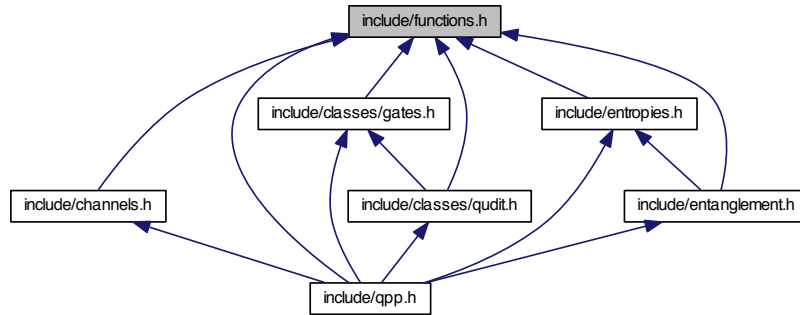 include/functions.h
include/classes/gates.h
include/entropies.h
include/channels.h
include/classes/qudit.h
include/entanglement.h
include/qpp.h